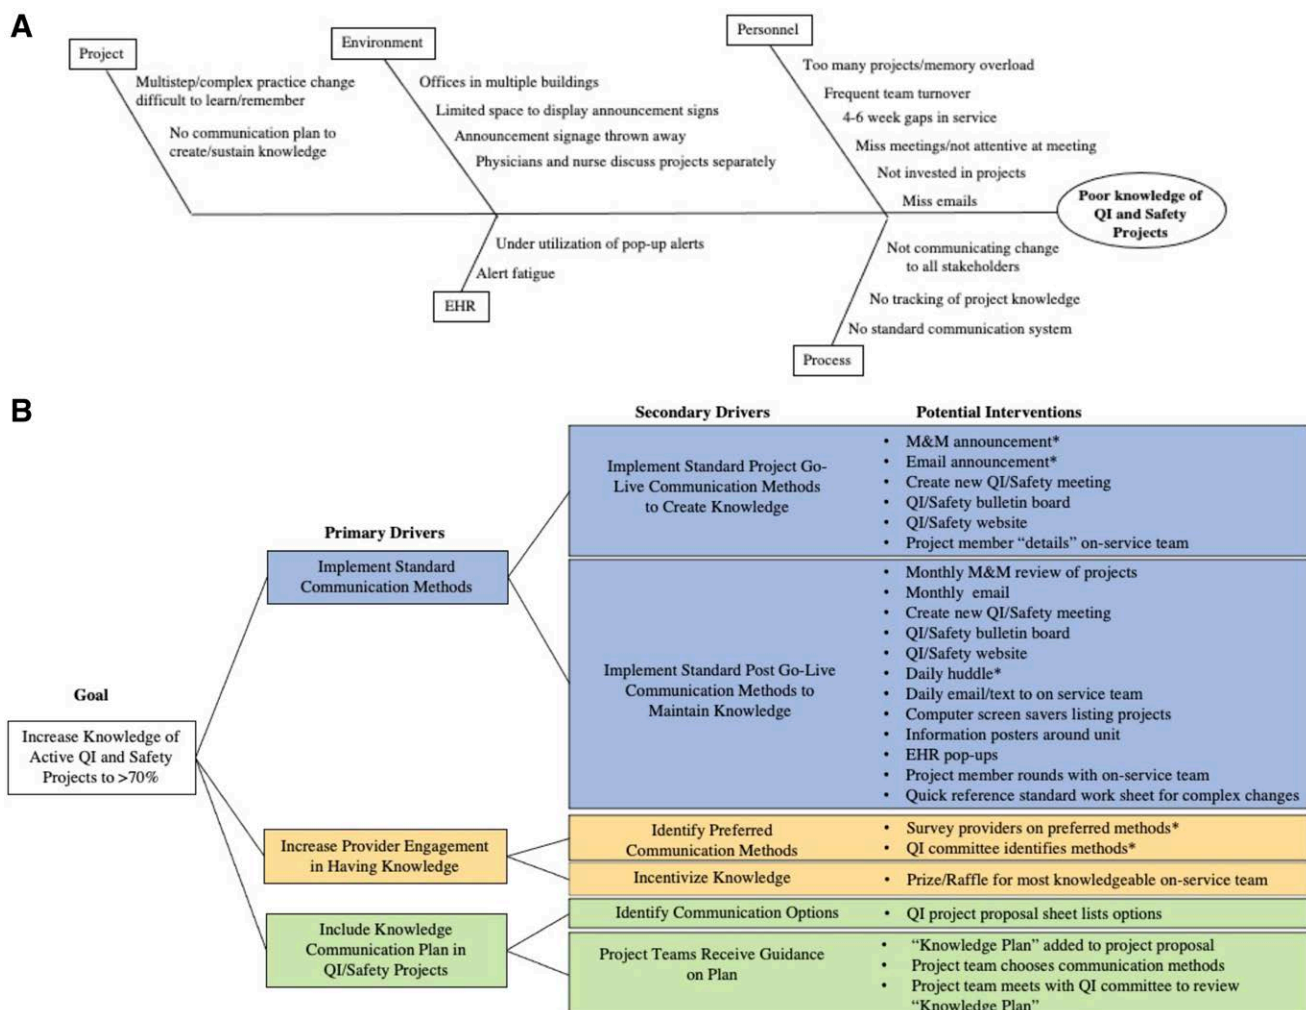 A
Project
Multistep/complex practice change
difficult to learn/remember
No communication plan to
create/sustain knowledge
Environment
Offices in multiple buildings
Limited space to display announcement signs
Announcement signage thrown away
Physicians and nurse discuss projects separately
Personnel
Too many projects/memory overload
Frequent team turnover
4-6 week gaps in service
Miss meetings/not attentive at meeting
Not invested in projects
Miss emails
Poor knowledge of
QI and Safety
Projects
Under utilization of pop-up alerts
Alert fatigue
EHR
Not communicating change
to all stakeholders
No tracking of project knowledge
No standard communication system
Process
B
Goal
Increase Knowledge of
Active QI and Safety
Projects to >70%
Primary Drivers
Implement Standard
Communication Methods
Increase Provider Engagement
in Having Knowledge
Include Knowledge
Communication Plan in
QI/Safety Projects
Secondary Drivers
Potential Interventions
Implement Standard Project Go-
Live Communication Methods
to Create Knowledge
• M&M announcement*
• Email announcement*
• Create new QI/Safety meeting
• QI/Safety bulletin board
• QI/Safety website
• Project member “details” on-service team
Implement Standard Post Go-Live
Communication Methods to
Maintain Knowledge
• Monthly M&M review of projects
• Monthly email
• Create new QI/Safety meeting
• QI/Safety bulletin board
• QI/Safety website
• Daily huddle*
• Daily email/text to on service team
• Computer screen savers listing projects
• Information posters around unit
• EHR pop-ups
• Project member rounds with on-service team
• Quick reference standard work sheet for complex changes
Identify Preferred
Communication Methods
• Survey providers on preferred methods*
• QI committee identifies methods*
Incentivize Knowledge
• Prize/Raffle for most knowledgeable on-service team
Identify Communication Options
• QI project proposal sheet lists options
Project Teams Receive Guidance
on Plan
• “Knowledge Plan” added to project proposal
• Project team chooses communication methods
• Project team meets with QI committee to review
“Knowledge Plan”